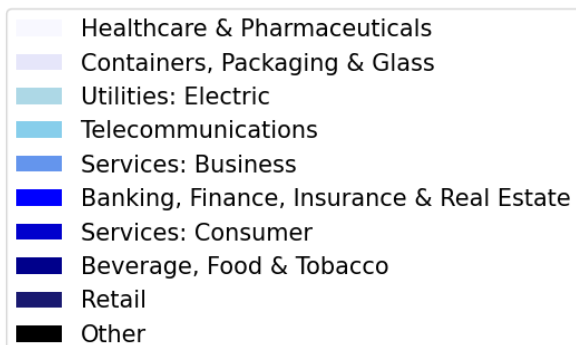 Healthcare & Pharmaceuticals
Containers, Packaging & Glass
Utilities: Electric
Telecommunications
Services: Business
Banking, Finance, Insurance & Real Estate
Services: Consumer
Beverage, Food & Tobacco
Retail
Other